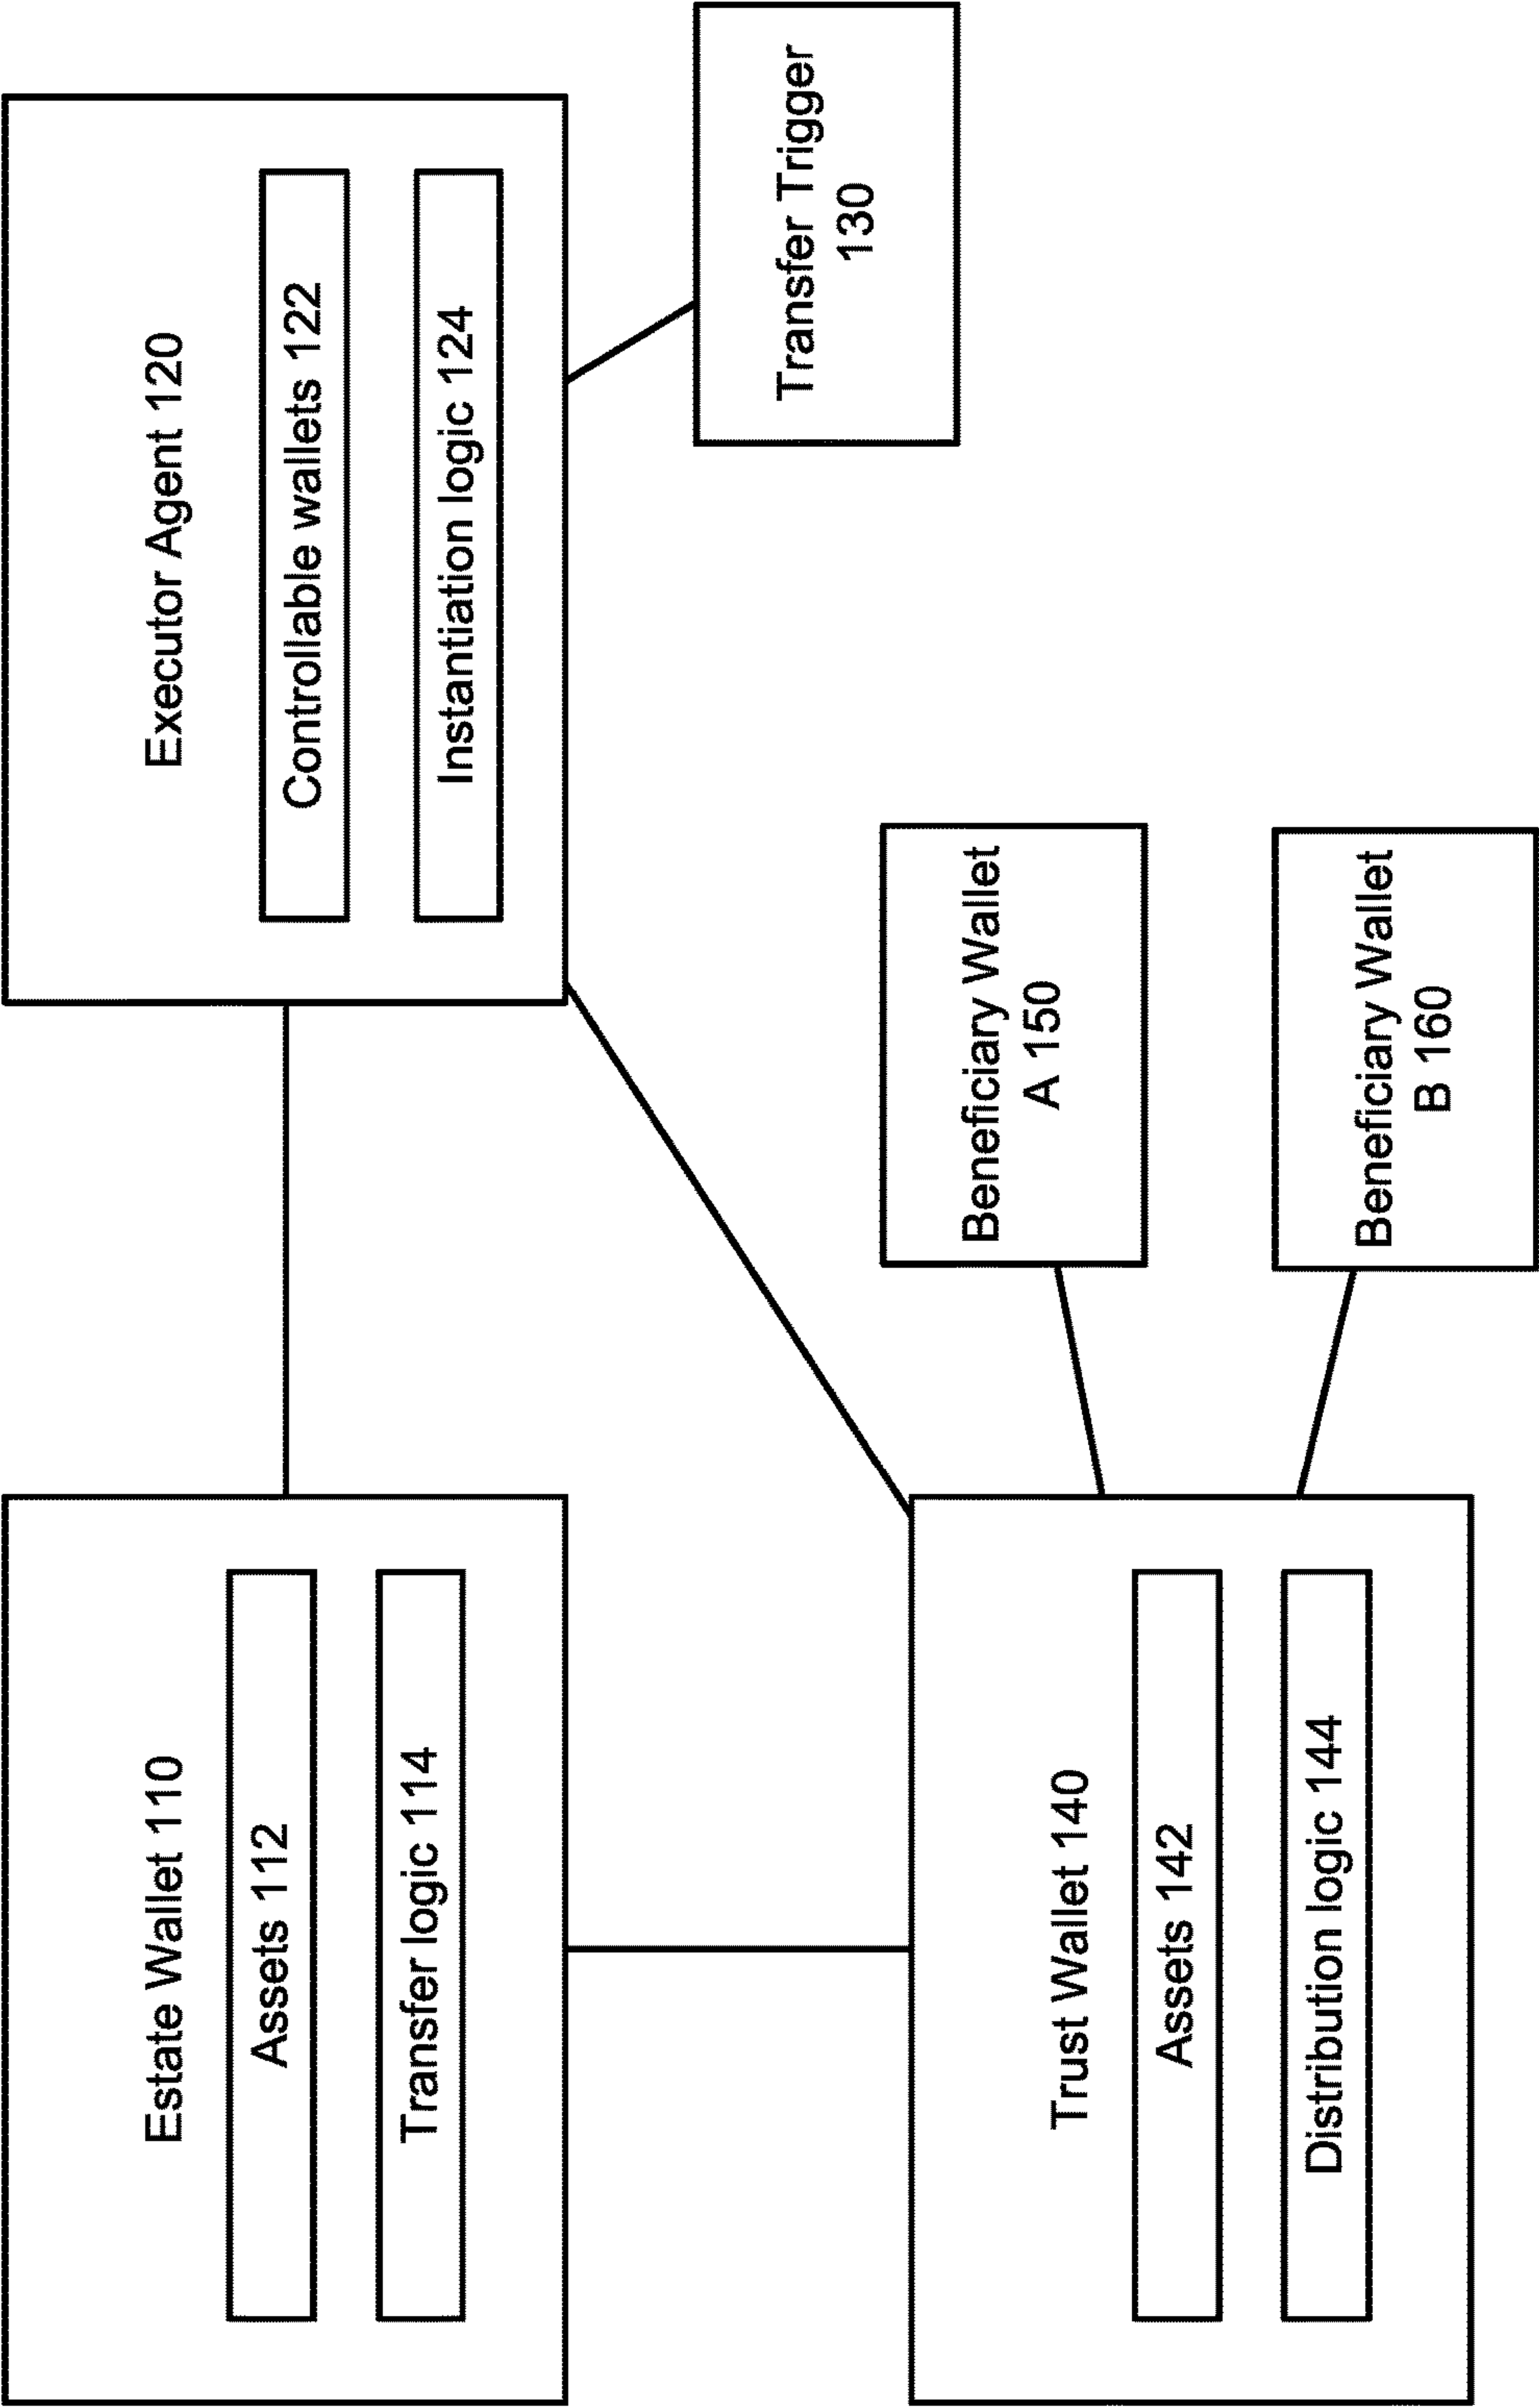 Estate Wallet 110
Assets 112
Transfer logic 114
Executor Agent 120
Controllable wallets 122
Instantiation logic 124
Transfer Trigger
130
Trust Wallet 140
Assets 142
Distribution logic 144
Beneficiary Wallet
A 150
Beneficiary Wallet
B 160